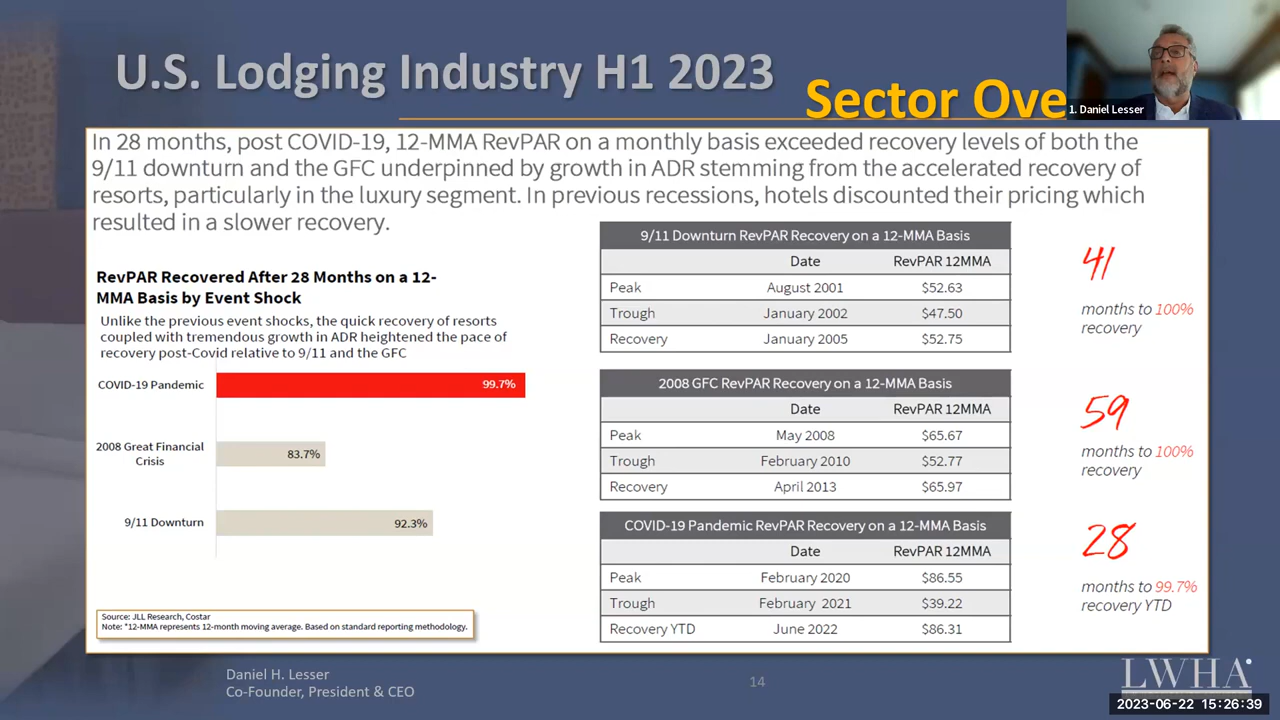 U.S. Lodging Industry H1 2023
Sector Ove
1. Daniel Lesser
In 28 months, post COVID-19, 12-MMA RevPAR on a monthly basis exceeded recovery levels of both the
9/11 downturn and the GFC underpinned by growth in ADR stemming from the accelerated recovery of
resorts, particularly in the luxury segment. In previous recessions, hotels discounted their pricing which
resulted in a slower recovery.
RevPAR Recovered After 28 Months on a 12-
MMA Basis by Event Shock
Unlike the previous event shocks, the quick recovery of resorts
coupled with tremendous growth in ADR heightened the pace of
recovery post-Covid relative to 9/11 and the GFC
COVID-19 Pandemic 99.7%
2008 Great Financial
Crisis
83.7%
9/11 Downturn 92.3%
Source: JLL Research, Costar
Note: *12-MMA represents 12-month moving average. Based on standard reporting methodology.
9/11 Downturn RevPAR Recovery on a 12-MMA Basis
Date RevPAR 12MMA
Peak August 2001 $52.63
Trough January 2002 $47.50
Recovery January 2005 $52.75
41
months to 100%
recovery
2008 GFC RevPAR Recovery on a 12-MMA Basis
Date RevPAR 12MMA
Peak May 2008 $65.67
Trough February 2010 $52.77
Recovery April 2013 $65.97
59
months to 100%
recovery
COVID-19 Pandemic RevPAR Recovery on a 12-MMA Basis
Date RevPAR 12MMA
Peak February 2020 $86.55
Trough February 2021 $39.22
Recovery YTD June 2022 $86.31
28
months to 99.7%
recovery YTD
Daniel H. Lesser
Co-Founder, President & CEO
14
LWHA
2023-06-22 15:26:39